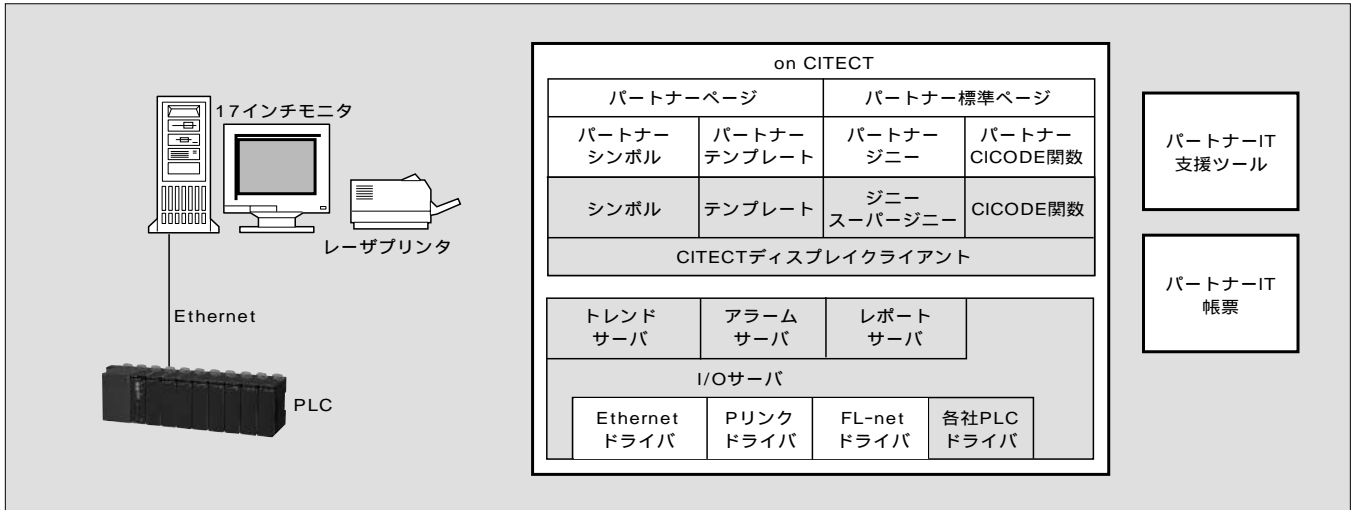 17インチモニタ
レーザプリンタ
Ethernet
PLC
on CITECT
パートナーページ
パートナー標準ページ
パートナー
シンボル
パートナー
テンプレート
パートナー
ジニー
パートナー
CICODE関数
シンボル
テンプレート
ジニー
スーパージニー
CICODE関数
CITECTディスプレイクライアント
トレンド
サーバ
アラーム
サーバ
レポート
サーバ
I/Oサーバ
Ethernet
ドライバ
Pリンク
ドライバ
FL-net
ドライバ
各社PLC
ドライバ
パートナーIT
支援ツール
パートナーIT
帳票